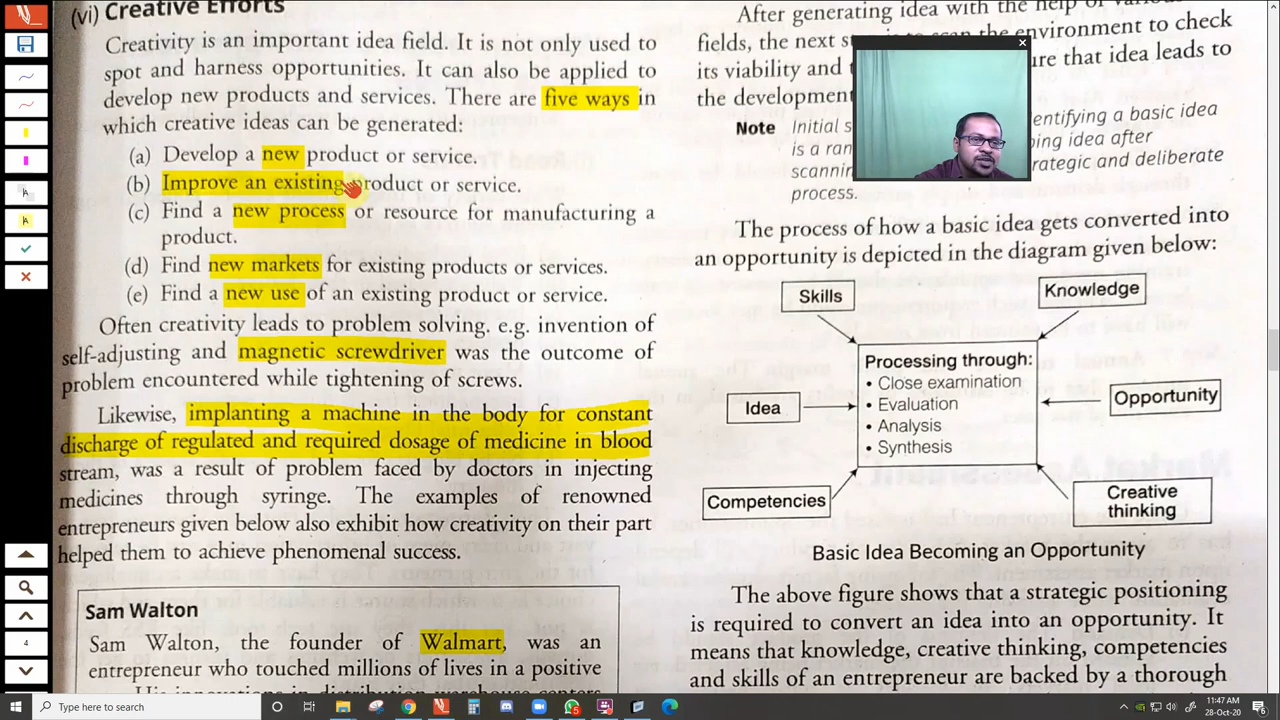 (vi) Creative Efforts
Creativity is an important idea field. It is not only used to
spot and harness opportunities. It can also be applied to
develop new products and services. There are five ways in
which creative ideas can be generated:
(a) Develop a new product or service.
(b) Improve an existing product or service.
(c) Find a new process or resource for manufacturing a
product.
(d) Find new markets for existing products or services.
(e) Find a new use of an existing product or service.
Often creativity leads to problem solving. e.g. invention of
self-adjusting and magnetic screwdriver was the outcome of
problem encountered while tightening of screws.
Likewise, implanting a machine in the body for constant
discharge of regulated and required dosage of medicine in blood
stream, was a result of problem faced by doctors in injecting
medicines through syringe. The examples of renowned
entrepreneurs given below also exhibit how creativity on their part
helped them to achieve phenomenal success.
Sam Walton
Sam Walton, the founder of Walmart, was an
entrepreneur who touched millions of lives in a positive
After generating idea with the help of
fields, the next the environment to check
its viability and that idea leads to
the development
Note Initial entifying a basic idea
is a ran ing idea after
scannin rategic and deliberate
process.
The process of how a basic idea gets converted into
an opportunity is depicted in the diagram given below:
Skills
Knowledge
Processing through:
• Close examination
• Evaluation
• Analysis
• Synthesis
Idea
Opportunity
Competencies
Creative
thinking
Basic Idea Becoming an Opportunity
The above figure shows that a strategic positioning
is required to convert an idea into an opportunity. It
means that knowledge, creative thinking, competencies
and skills of an entrepreneur are backed by a thorough
4
Type here to search
11:47 AM
28-Oct-20